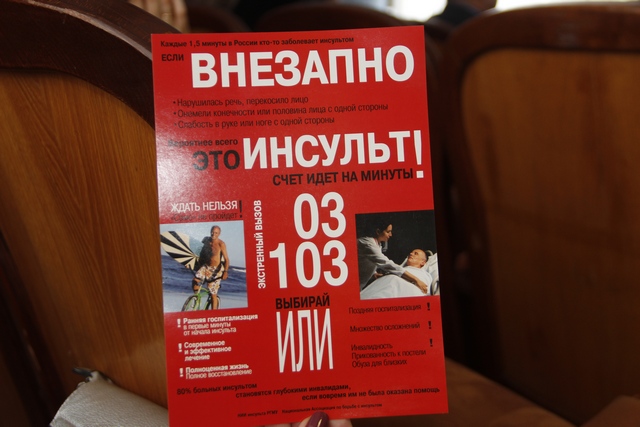 Каждые 1,5 минуты в России кто-то заболевает инсультом
ЕСЛИ ВНЕЗАПНО
• Нарушилась речь, перекосило лицо
• Онемели конечности или половина лица с одной стороны
• Слабость в руке или ноге с одной стороны
Вероятнее всего
ЭТО ИНСУЛЬТ!
СЧЕТ ИДЕТ НА МИНУТЫ
ЖДАТЬ НЕЛЬЗЯ!
ЭКСТРЕННЫЙ ВЫЗОВ
03
103
ВЫБИРАЙ
ИЛИ
! Ранняя госпитализация
в первые минуты
от начала инсульта
! Современное
и эффективное
лечение
! Полноценная жизнь
Полное восстановление
Поздняя госпитализация !
Множество осложнений !
Инвалидность !
Прикованность к постели
Обуза для близких
80% больных инсультом
становятся глубокими инвалидами,
если вовремя им не была оказана помощь